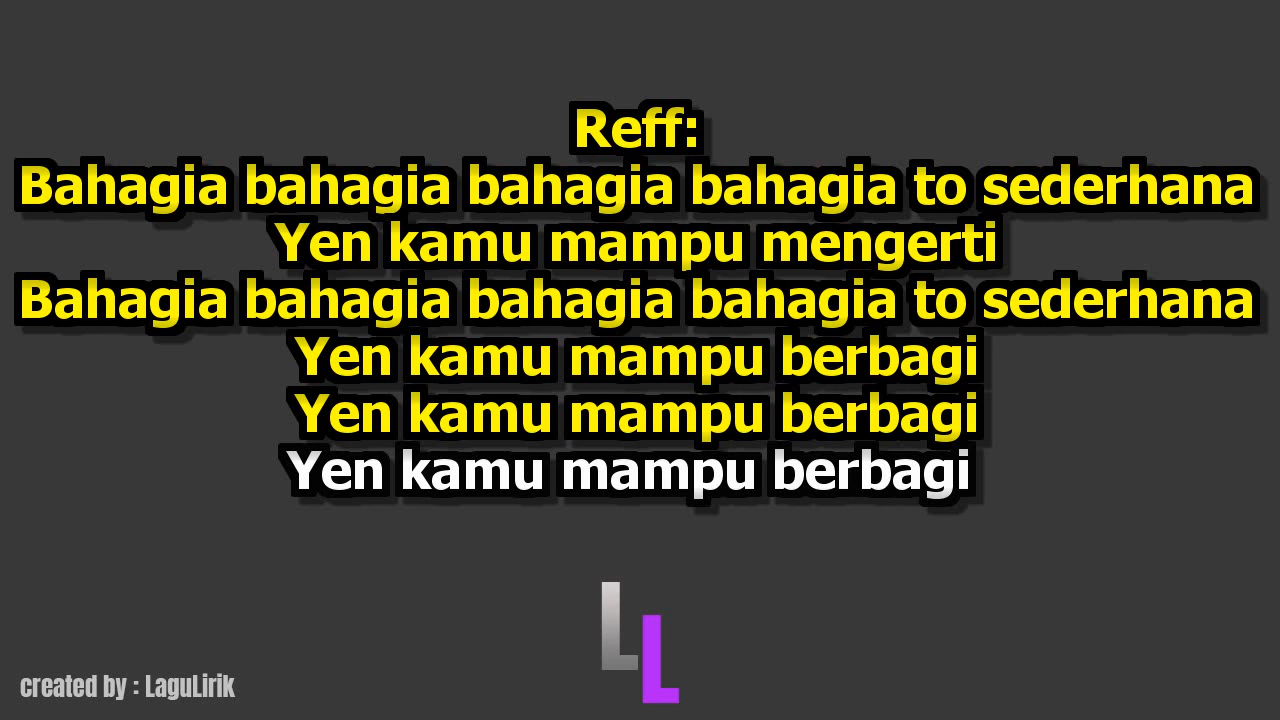 Reff:
Bahagia bahagia bahagia bahagia to sederhana
Yen kamu mampu mengerti
Bahagia bahagia bahagia bahagia to sederhana
Yen kamu mampu berbagi
Yen kamu mampu berbagi
Yen kamu mampu berbagi
LL
created by : LaguLirik